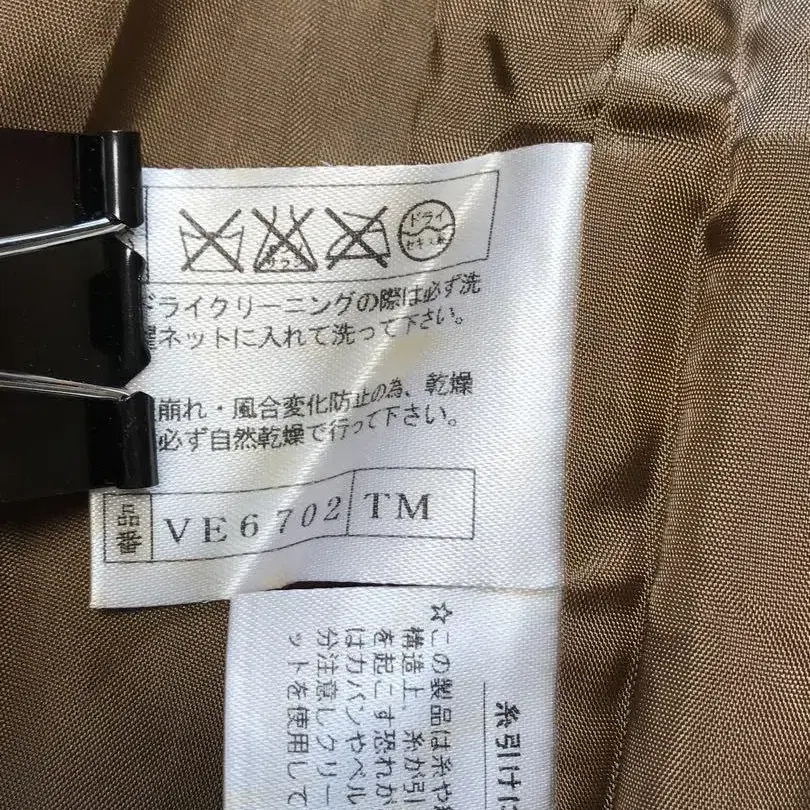 ドライ
セキユ系
ドライクリーニングの際は必ず洗
濯ネットに入れて洗って下さい。
崩れ・風合変化防止の為、乾燥
必ず自然乾燥で行って下さい。
品番 VE6702 TM
糸引けに
☆この製品は糸や
構造上、糸が引
を起こす恐れが
はカバンやベル
分注意しクリー
ットを使用して